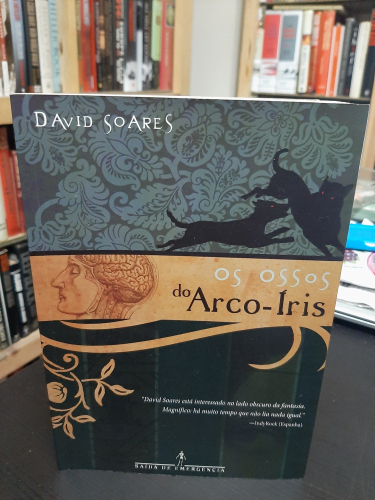 DAVID SOARES
OS OSSOS
do ARCO-ÍRIS
"David Soares está interessado no lado obscuro da fantasia.
Magnífico: há muito tempo que não lia nada igual."
—IndyRock (Espanha)
SAÍDA DE EMERGÊNCIA